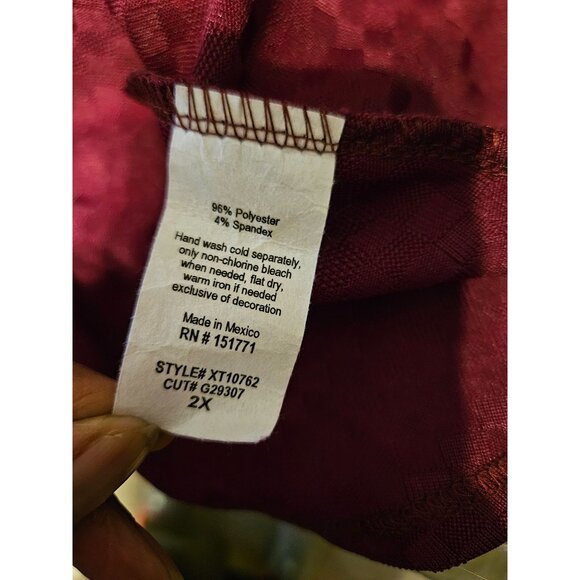 96% Polyester
4% Spandex
Hand wash cold separately,
only non-chlorine bleach
when needed, flat dry,
warm iron if needed
exclusive of decoration
Made in Mexico
RN # 151771
STYLE# XT10762
CUT# G29307
2X